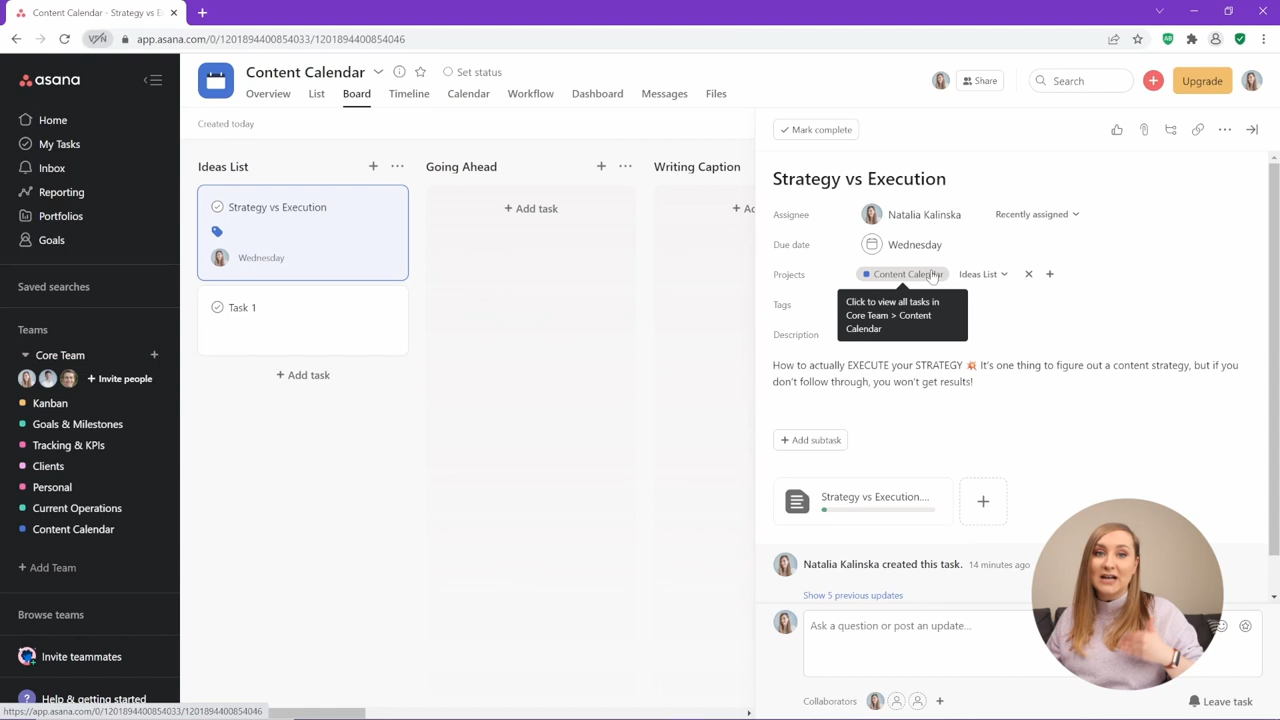 Content Calendar - Strategy vs E
VPN
app.asana.com/0/1201894400854033/1201894400854046
AB
asana
Home
My Tasks
Inbox
Reporting
Portfolios
Goals
Saved searches
Teams
Core Team
Invite people
Kanban
Goals & Milestones
Tracking & KPIs
Clients
Personal
Current Operations
Content Calendar
+ Add Team
Browse teams
Invite teammates
Help & getting started
https://app.asana.com/0/1201894400854033/1201894400854046
Content Calendar
Set status
Share
Search
Upgrade
Overview
List
Board
Timeline
Calendar
Workflow
Dashboard
Messages
Files
Created today
Ideas List
Strategy vs Execution
Wednesday
Task 1
+ Add task
Going Ahead
+ Add task
Writing Caption
+ Ad
Mark complete
Strategy vs Execution
Assignee
Natalia Kalinska
Recently assigned
Due date
Wednesday
Projects
Content Calendar
Ideas List
Click to view all tasks in
Core Team > Content
Calendar
Tags
Description
How to actually EXECUTE your STRATEGY 💥 It's one thing to figure out a content strategy, but if you
don't follow through, you won't get results!
+ Add subtask
Strategy vs Execution....
Natalia Kalinska created this task. 14 minutes ago
Show 5 previous updates
Ask a question or post an update...
Collaborators
Leave task